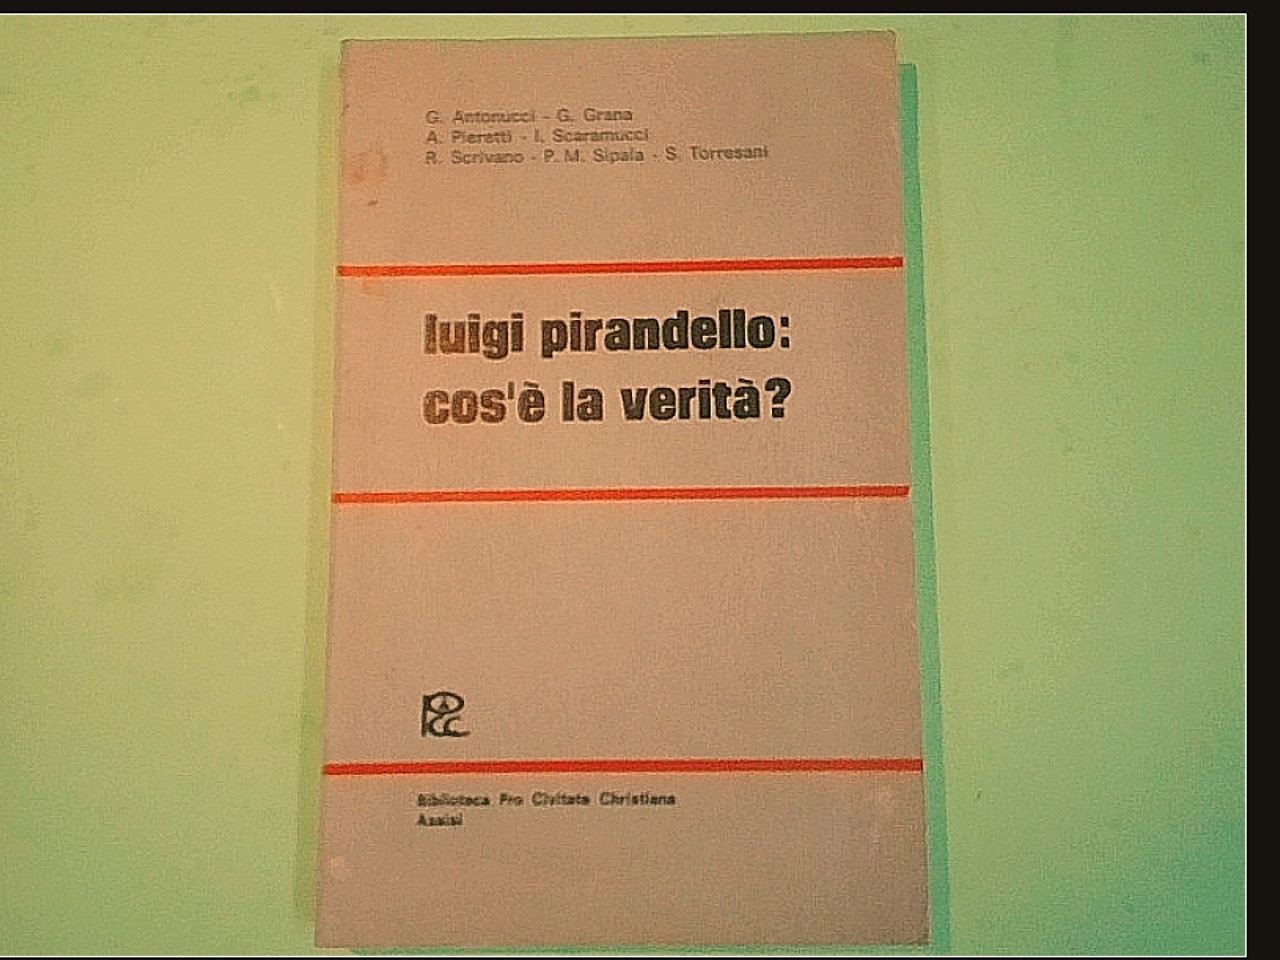 G. Antonucci - G. Grana
A. Pieretti - I. Scaramucci
R. Scrivano - P. M. Sipala - S. Torresani
luigi pirandello:
cos'è la verità?
Biblioteca Pro Civitate Christiana
Assisi